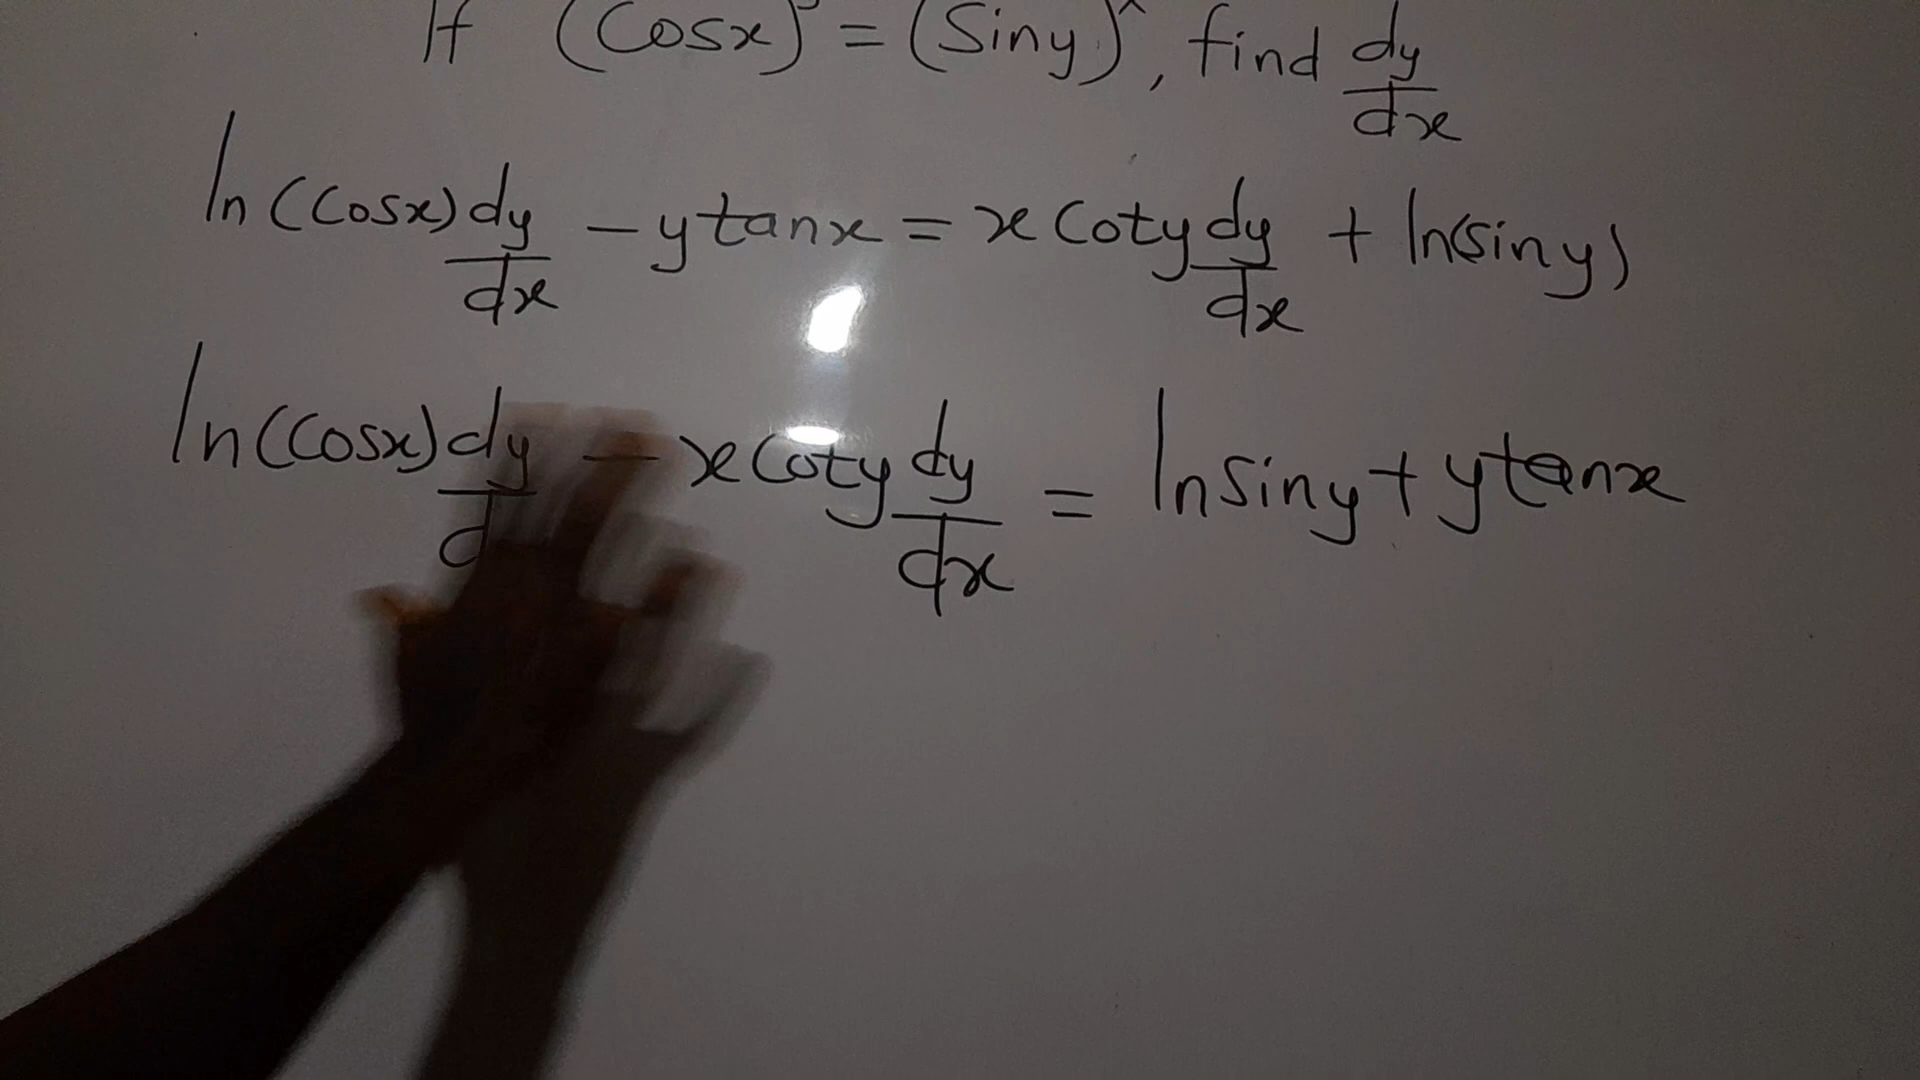 If (Cosx)^y = (Siny)^x, find dy/dx
ln(Cosx)dy/dx - ytanx = xCoty dy/dx + ln(siny)
ln(Cosx)dy/d - xCoty dy/dx = lnSiny + ytanx